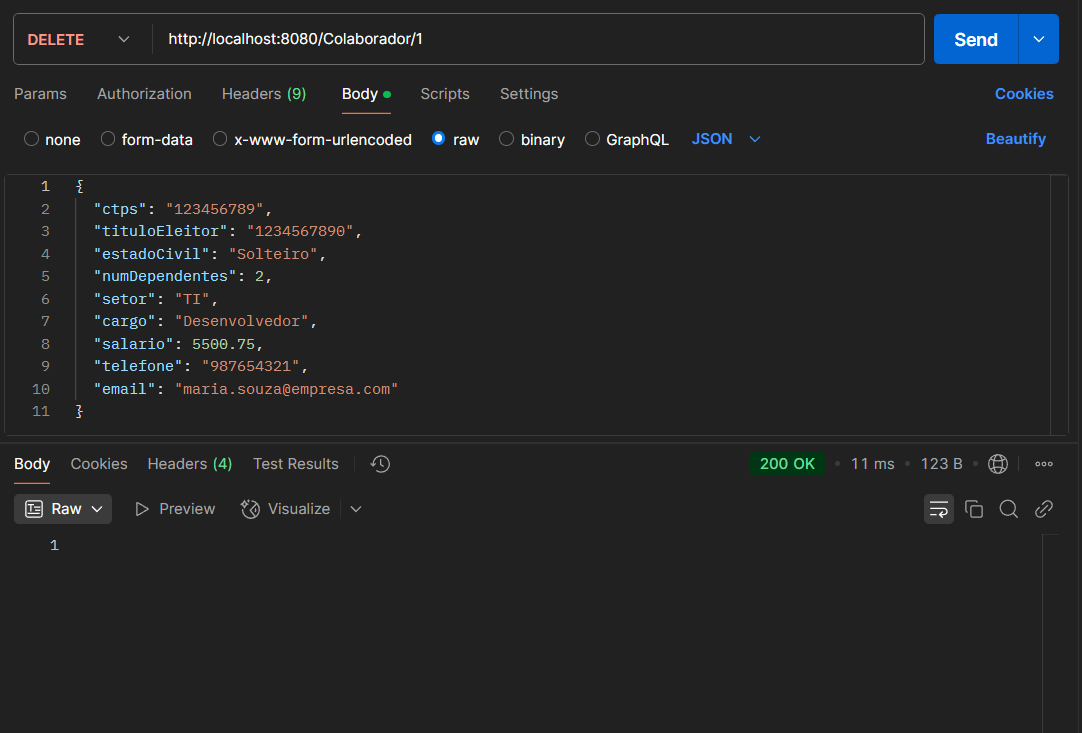 DELETE http://localhost:8080/Colaborador/1 Send
Params Authorization Headers (9) Body Scripts Settings Cookies
none form-data x-www-form-urlencoded raw binary GraphQL JSON Beautify
1 {
2 "ctps": "123456789",
3 "tituloEleitor": "1234567890",
4 "estadoCivil": "Solteiro",
5 "numDependentes": 2,
6 "setor": "TI",
7 "cargo": "Desenvolvedor",
8 "salario": 5500.75,
9 "telefone": "987654321",
10 "email": "maria.souza@empresa.com"
11 }
Body Cookies Headers (4) Test Results 200 OK • 11 ms • 123 B •
Raw Preview Visualize
1